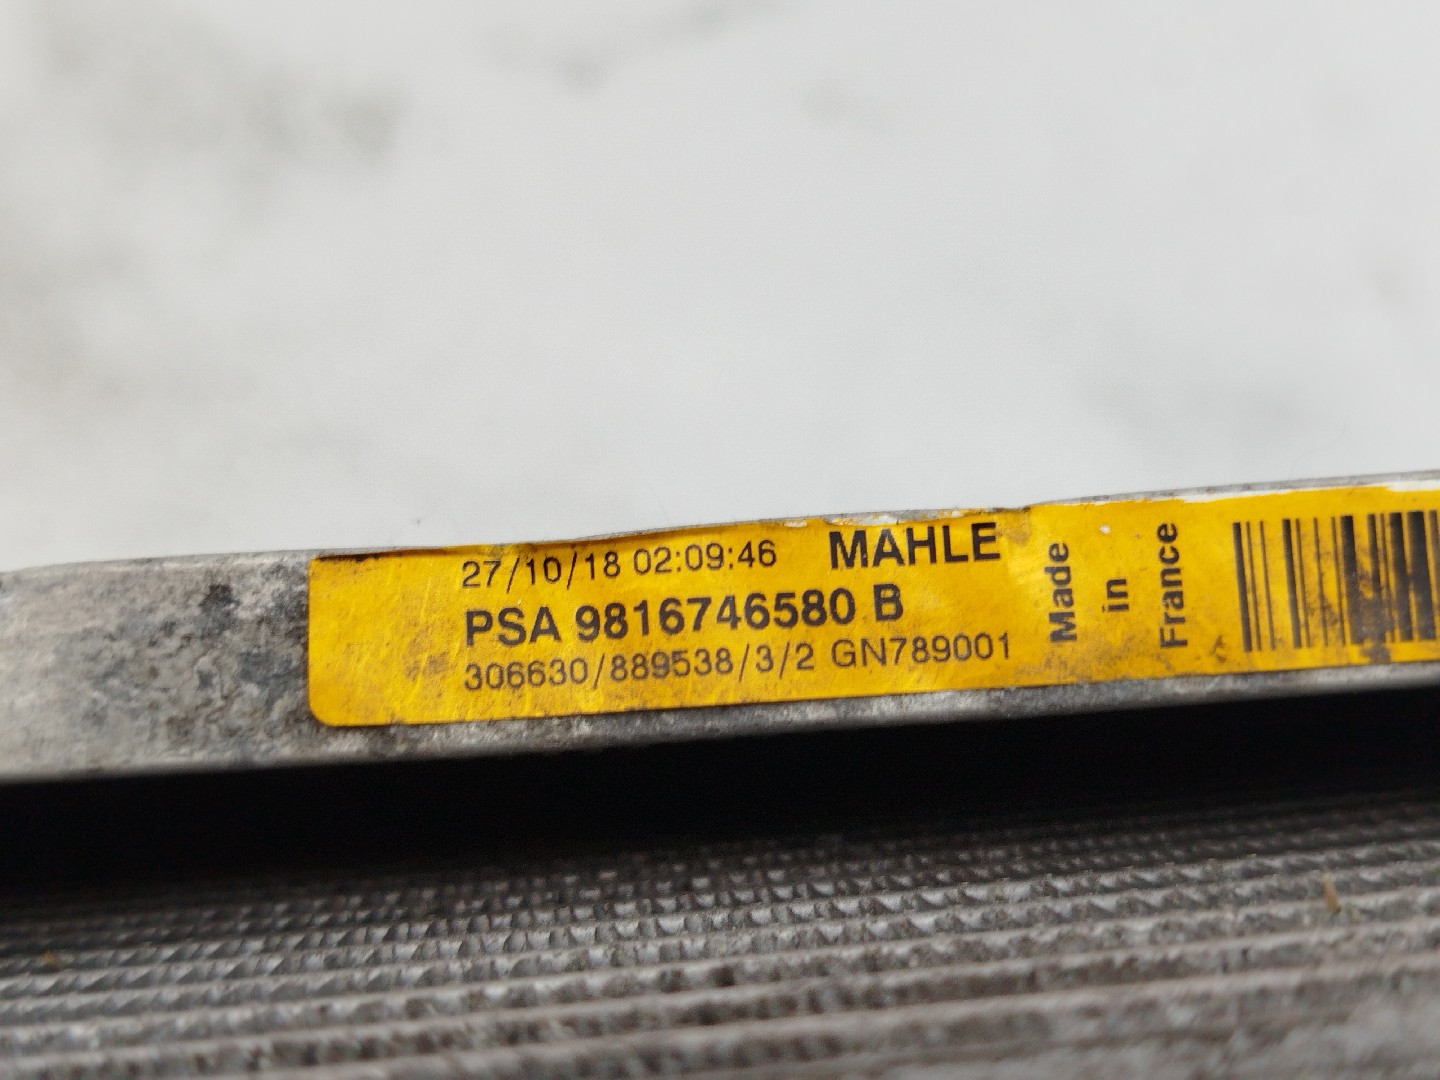 27/10/18 02:09:46 MAHLE
PSA 9816746580 B
306630/889538/3/2 GN789001
Made
in
France